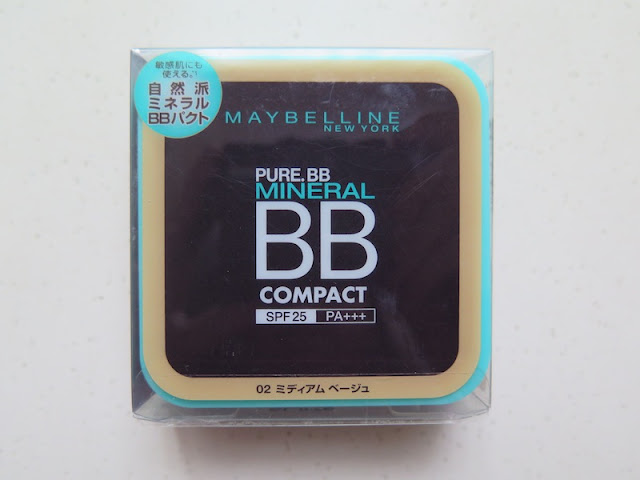 敏感肌にも
使える♪
自然派
ミネラル
BBパクト
MAYBELLINE
NEW YORK
PURE.BB
MINERAL
BB
COMPACT
SPF25 PA+++
02 ミディアム ベージュ